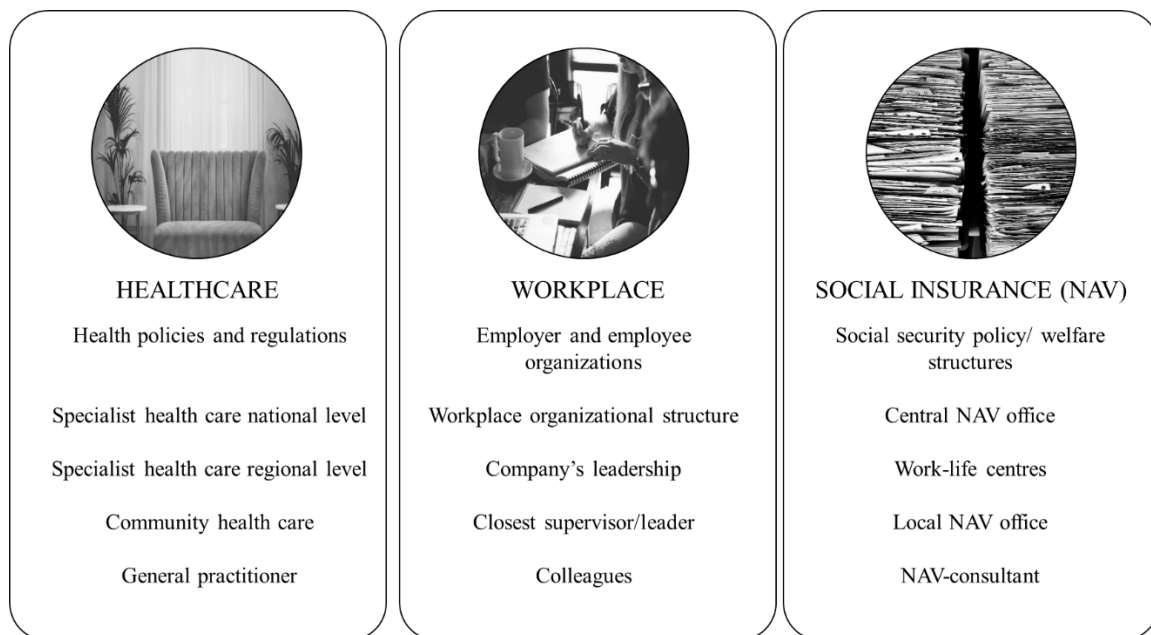 HEALTHCARE
Health policies and regulations
Specialist health care national level
Specialist health care regional level
Community health care
General practitioner
WORKPLACE
Employer and employee
organizations
Workplace organizational structure
Company’s leadership
Closest supervisor/leader
Colleagues
SOCIAL INSURANCE (NAV)
Social security policy/ welfare
structures
Central NAV office
Work-life centres
Local NAV office
NAV-consultant